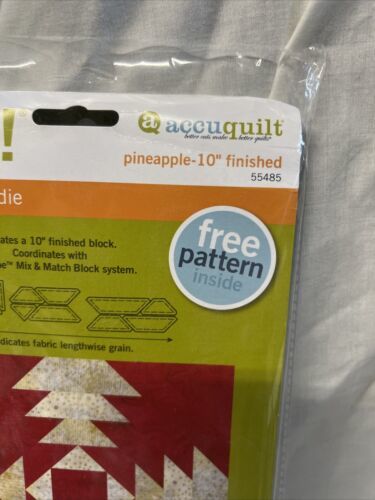 !®
a accuquilt®
better cuts make better quilts®
pineapple-10" finished
55485
die
ates a 10" finished block.
Coordinates with
e™ Mix & Match Block system.
free
pattern
inside
dicates fabric lengthwise grain.